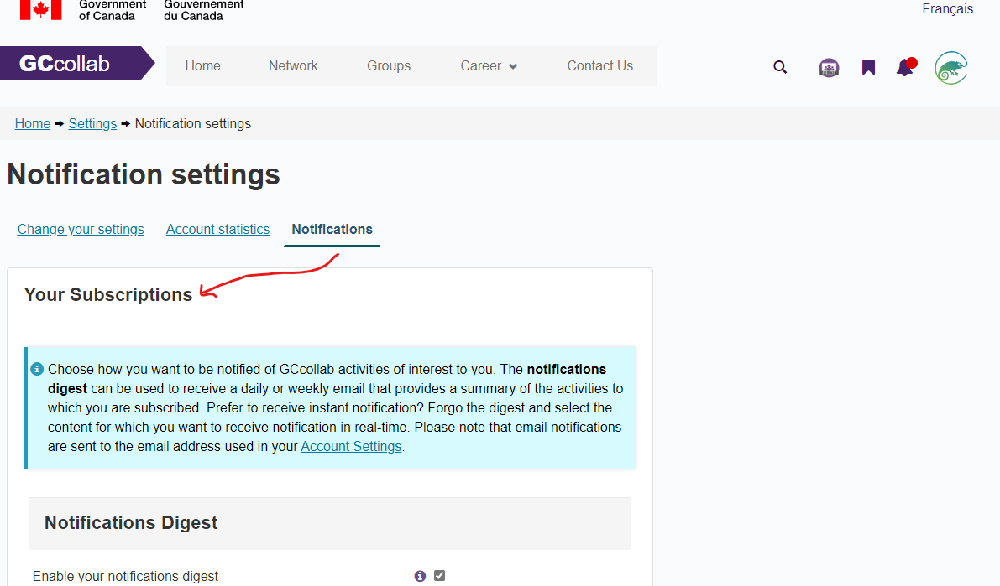 Government Gouvernement
of Canada du Canada
Français
GCcollab Home Network Groups Career Contact Us
Home Settings Notification settings
Notification settings
Change your settings Account statistics Notifications
Your Subscriptions
Choose how you want to be notified of GCcollab activities of interest to you. The notifications
digest can be used to receive a daily or weekly email that provides a summary of the activities to
which you are subscribed. Prefer to receive instant notification? Forgo the digest and select the
content for which you want to receive notification in real-time. Please note that email notifications
are sent to the email address used in your Account Settings.
Notifications Digest
Enable your notifications digest